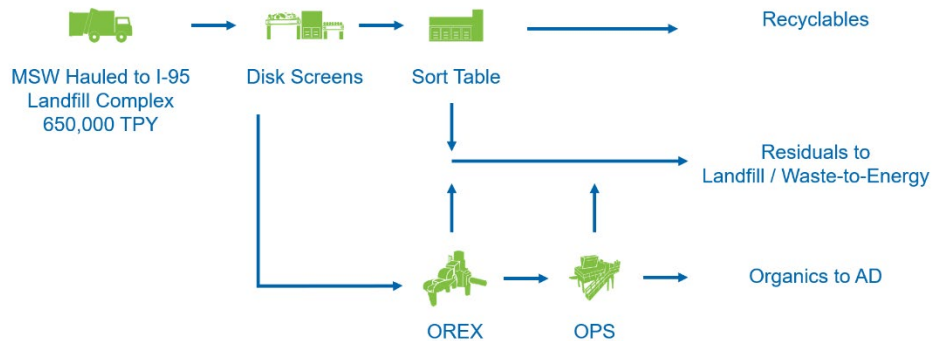 Recyclables
MSW Hauled to I-95
Landfill Complex
650,000 TPY
Disk Screens
Sort Table
Residuals to
Landfill / Waste-to-Energy
Organics to AD
OREX
OPS